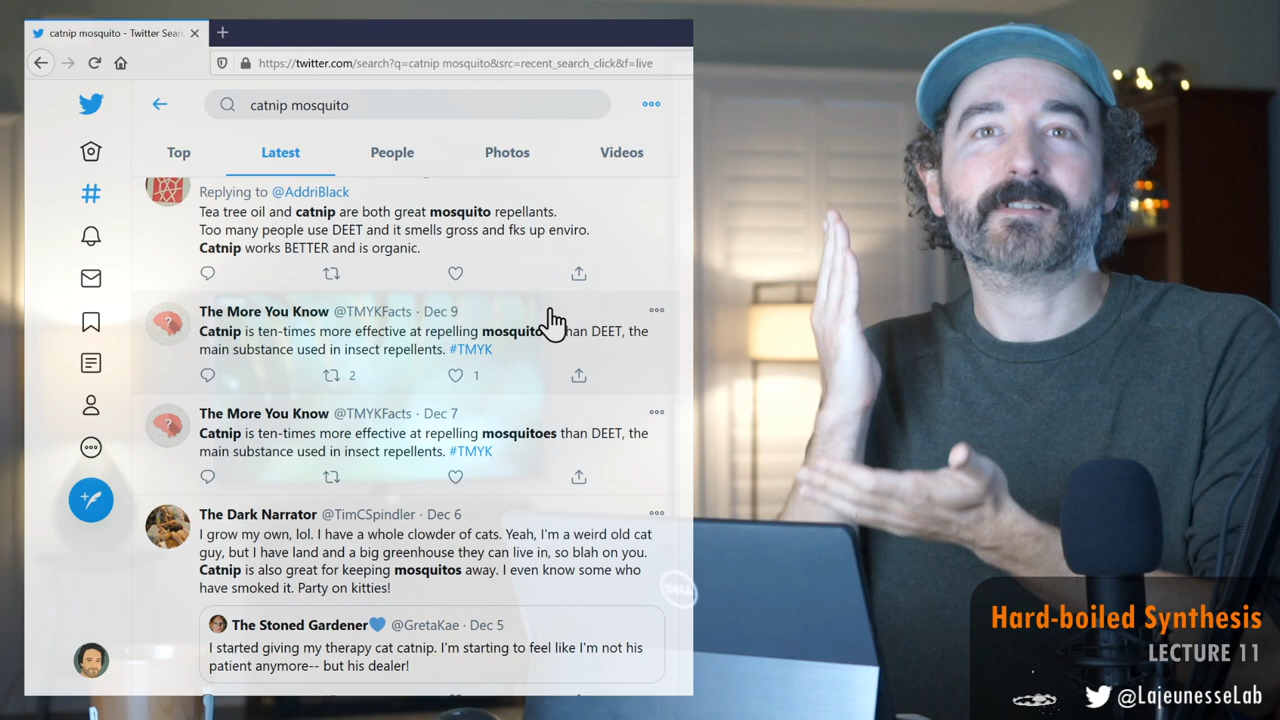 catnip mosquito - Twitter Sear
https://twitter.com/search?q=catnip mosquito&src=recent_search_click&f=live
catnip mosquito
Top Latest People Photos Videos
Replying to @AddriBlack
Tea tree oil and catnip are both great mosquito repellants.
Too many people use DEET and it smells gross and fks up enviro.
Catnip works BETTER and is organic.
The More You Know @TMYKFacts · Dec 9
Catnip is ten-times more effective at repelling mosquito han DEET, the
main substance used in insect repellents. #TMYK
2 1
The More You Know @TMYKFacts · Dec 7
Catnip is ten-times more effective at repelling mosquitoes than DEET, the
main substance used in insect repellents. #TMYK
The Dark Narrator @TimCSpindler · Dec 6
I grow my own, lol. I have a whole clowder of cats. Yeah, I'm a weird old cat
guy, but I have land and a big greenhouse they can live in, so blah on you.
Catnip is also great for keeping mosquitos away. I even know some who
have smoked it. Party on kitties!
The Stoned Gardener💙 @GretaKae · Dec 5
I started giving my therapy cat catnip. I'm starting to feel like I'm not his
patient anymore-- but his dealer!
DELL
Hard-boiled Synthesis
LECTURE 11
@LajeunesseLab